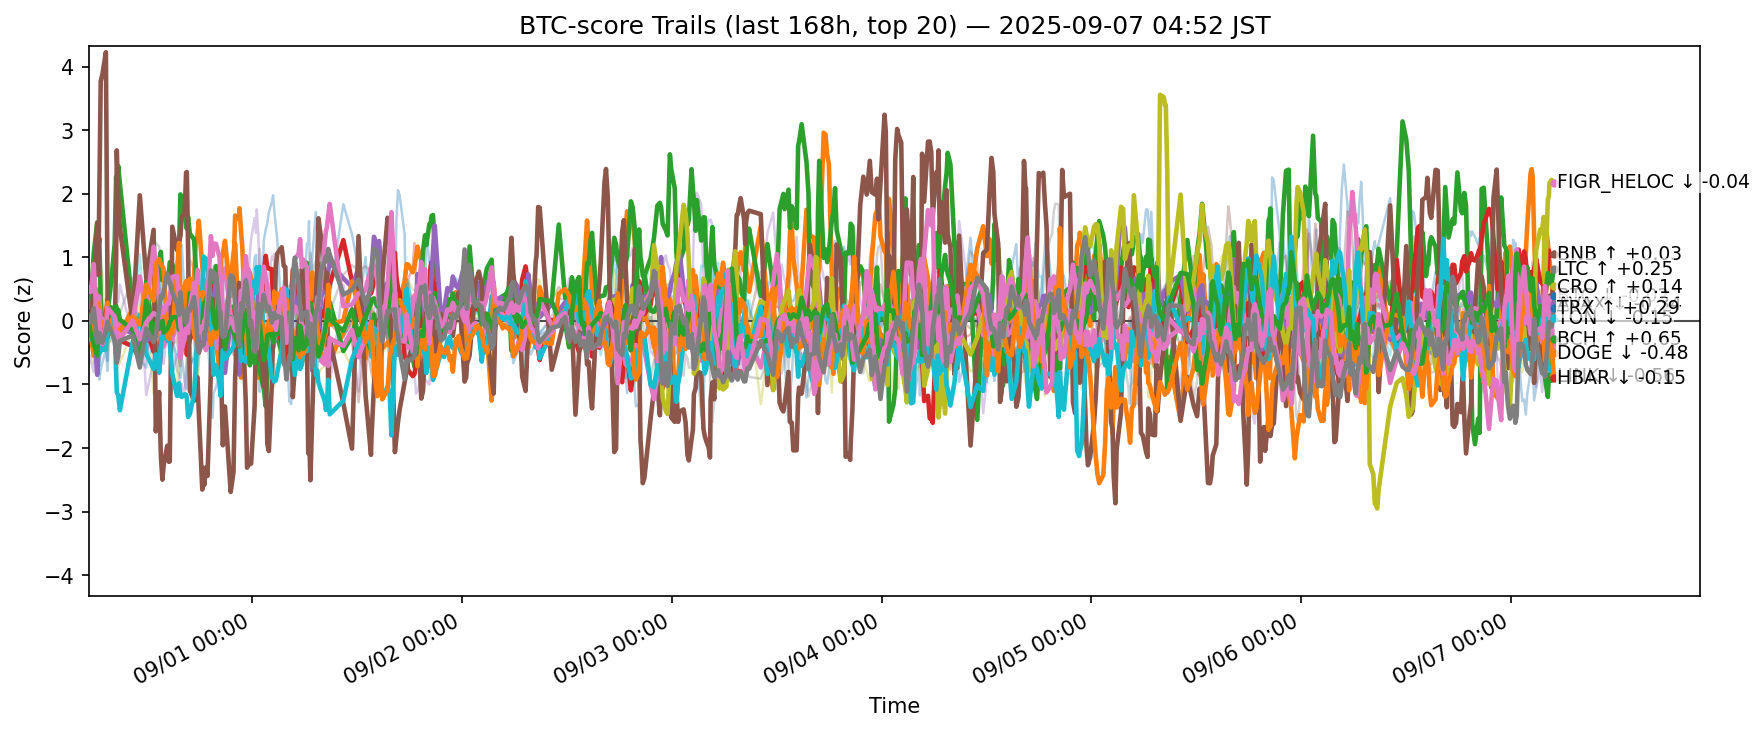 BTC-score Trails (last 168h, top 20) — 2025-09-07 04:52 JST
Score (z)
4
3
2
1
0
−1
−2
−3
−4
FIGR_HELOC ↓ -0.04
BNB ↑ +0.03
LTC ↑ +0.25
CRO ↑ +0.14
TRX ↑ +0.29
TON ↓ -0.15
BCH ↑ +0.65
DOGE ↓ -0.48
HBAR ↓ -0.15
09/01 00:00
09/02 00:00
09/03 00:00
09/04 00:00
09/05 00:00
09/06 00:00
09/07 00:00
Time